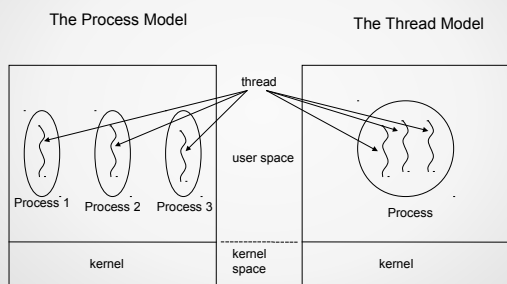 The Process Model
The Thread Model
thread
user space
Process 1
Process 2
Process 3
Process
kernel
kernel
space
kernel